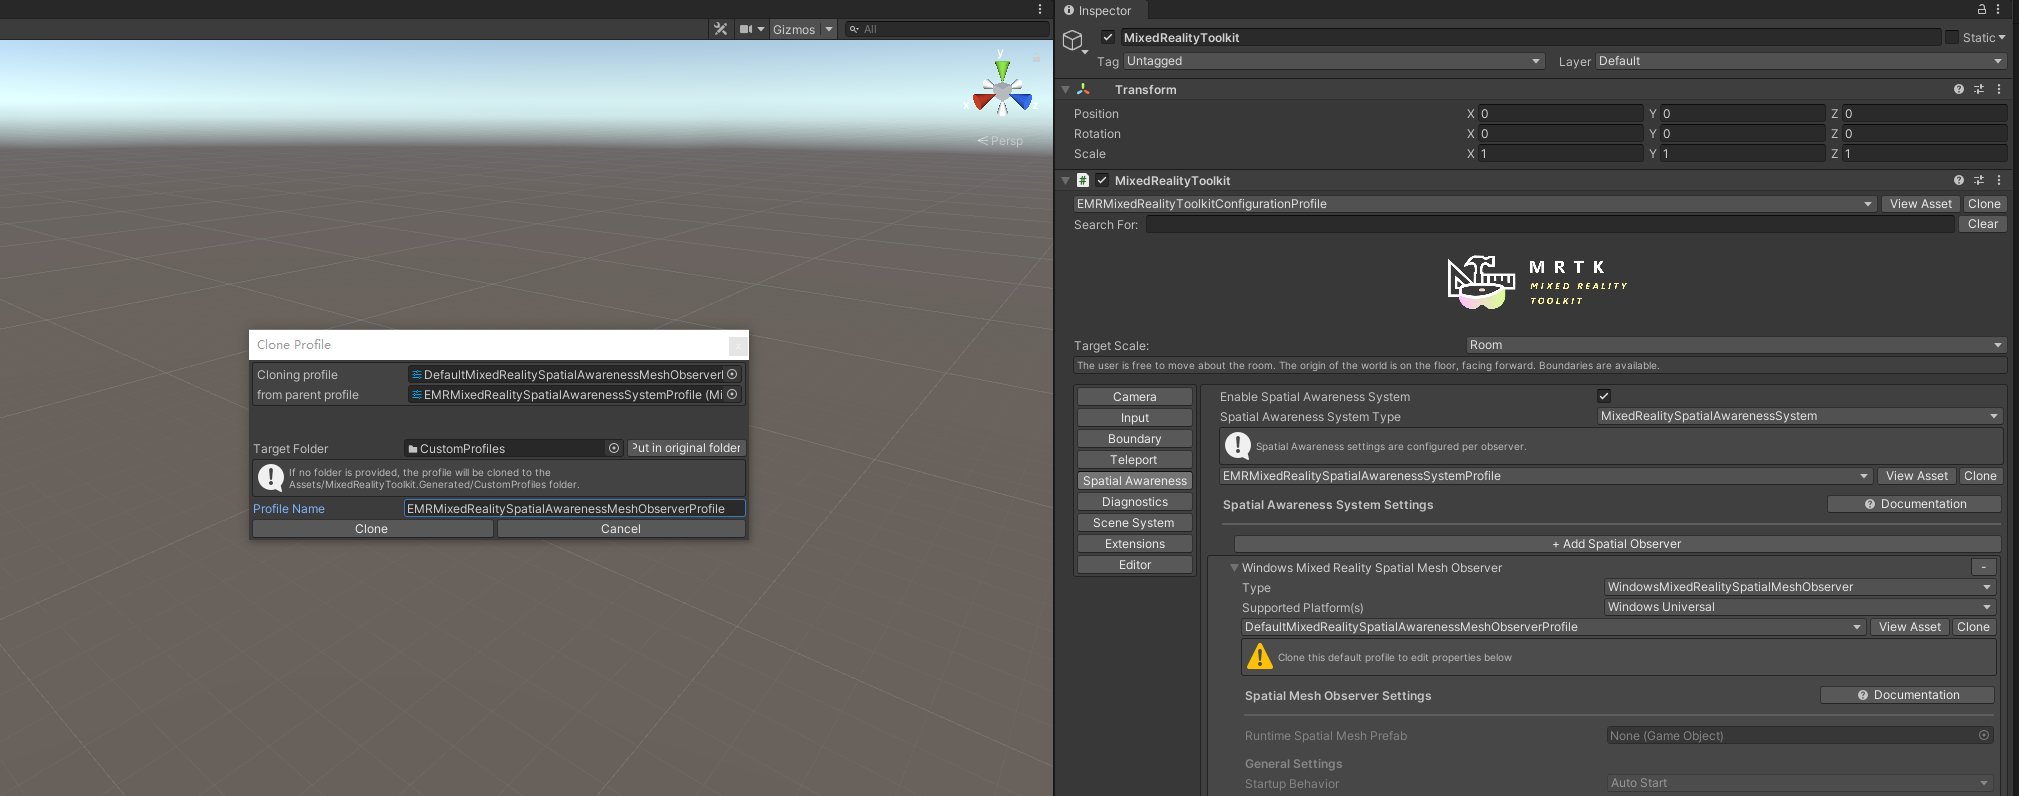 Gizmos
All
y
x
z
Persp
Clone Profile
x
Cloning profile
DefaultMixedRealitySpatialAwarenessMeshObserverI
from parent profile
EMRMixedRealitySpatialAwarenessSystemProfile (Mi
Target Folder
CustomProfiles
Put in original folder
If no folder is provided, the profile will be cloned to the
Assets/MixedRealityToolkit.Generated/CustomProfiles folder.
Profile Name
EMRMixedRealitySpatialAwarenessMeshObserverProfile
Clone
Cancel
Inspector
MixedRealityToolkit
Static
Tag
Untagged
Layer
Default
Transform
Position
X 0
Y 0
Z 0
Rotation
X 0
Y 0
Z 0
Scale
X 1
Y 1
Z 1
# MixedRealityToolkit
EMRMixedRealityToolkitConfigurationProfile
View Asset
Clone
Search For:
Clear
MRTK
MIXED REALITY
TOOLKIT
Target Scale:
Room
The user is free to move about the room. The origin of the world is on the floor, facing forward. Boundaries are available.
Camera
Input
Boundary
Teleport
Spatial Awareness
Diagnostics
Scene System
Extensions
Editor
Enable Spatial Awareness System
Spatial Awareness System Type
MixedRealitySpatialAwarenessSystem
Spatial Awareness settings are configured per observer.
EMRMixedRealitySpatialAwarenessSystemProfile
View Asset
Clone
Spatial Awareness System Settings
Documentation
+ Add Spatial Observer
Windows Mixed Reality Spatial Mesh Observer
-
Type
WindowsMixedRealitySpatialMeshObserver
Supported Platform(s)
Windows Universal
DefaultMixedRealitySpatialAwarenessMeshObserverProfile
View Asset
Clone
Clone this default profile to edit properties below
Spatial Mesh Observer Settings
Documentation
Runtime Spatial Mesh Prefab
None (Game Object)
General Settings
Startup Behavior
Auto Start